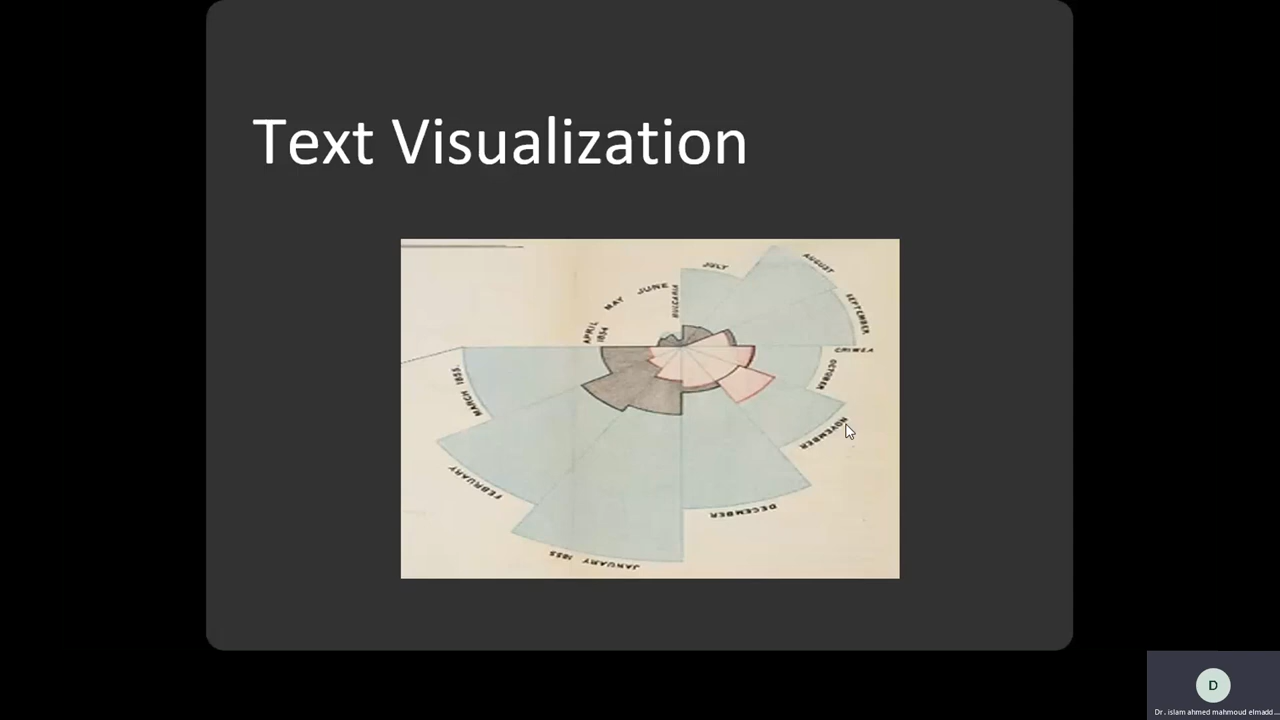 Text Visualization
JULY
AUGUST
SEPTEMBER
CRIMEA
OCTOBER
NOVEMBER
DECEMBER
JANUARY 1855
FEBRUARY
MARCH 1855.
APRIL
1854
MAY
JUNE
BULGARIA
D
Dr. islam ahmed mahmoud elmadd...